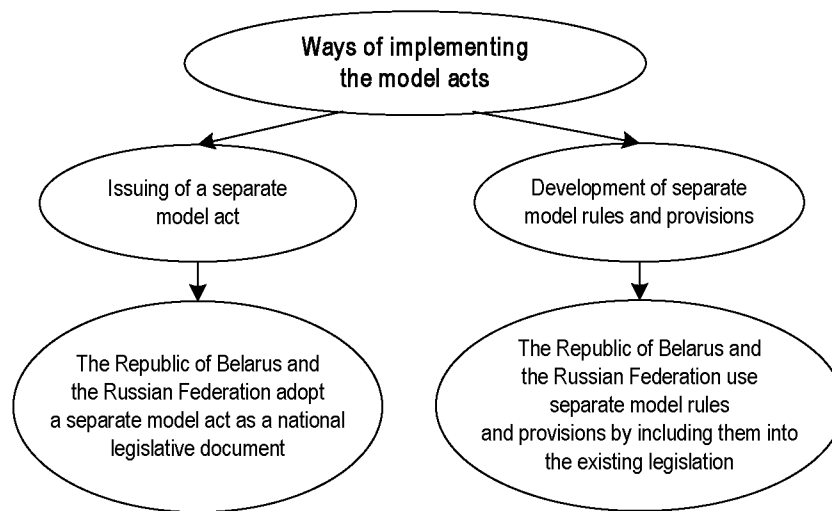 Ways of implementing
the model acts
Issuing of a separate
model act
Development of separate
model rules and provisions
The Republic of Belarus and
the Russian Federation adopt
a separate model act as a national
legislative document
The Republic of Belarus and
the Russian Federation use
separate model rules
and provisions by including them into
the existing legislation